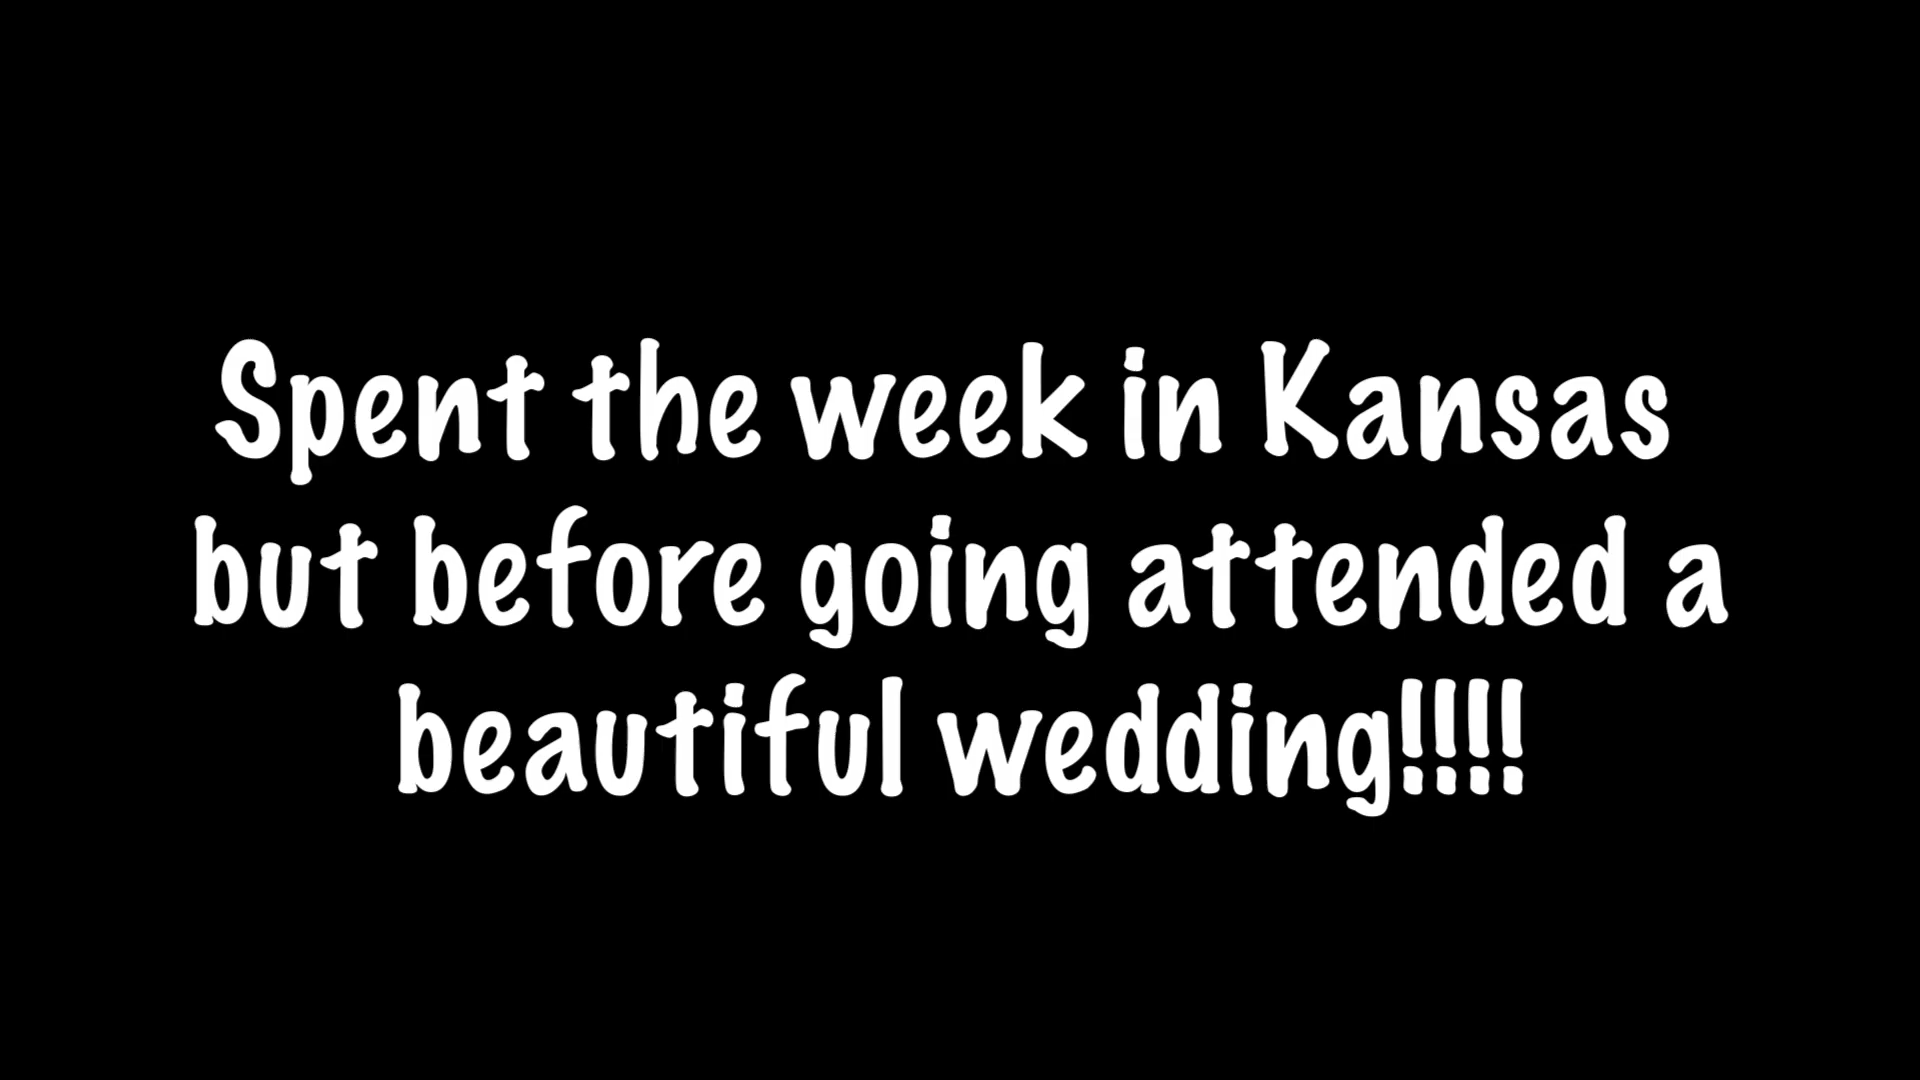 Spent the week in Kansas
but before going attended a
beautiful wedding!!!!